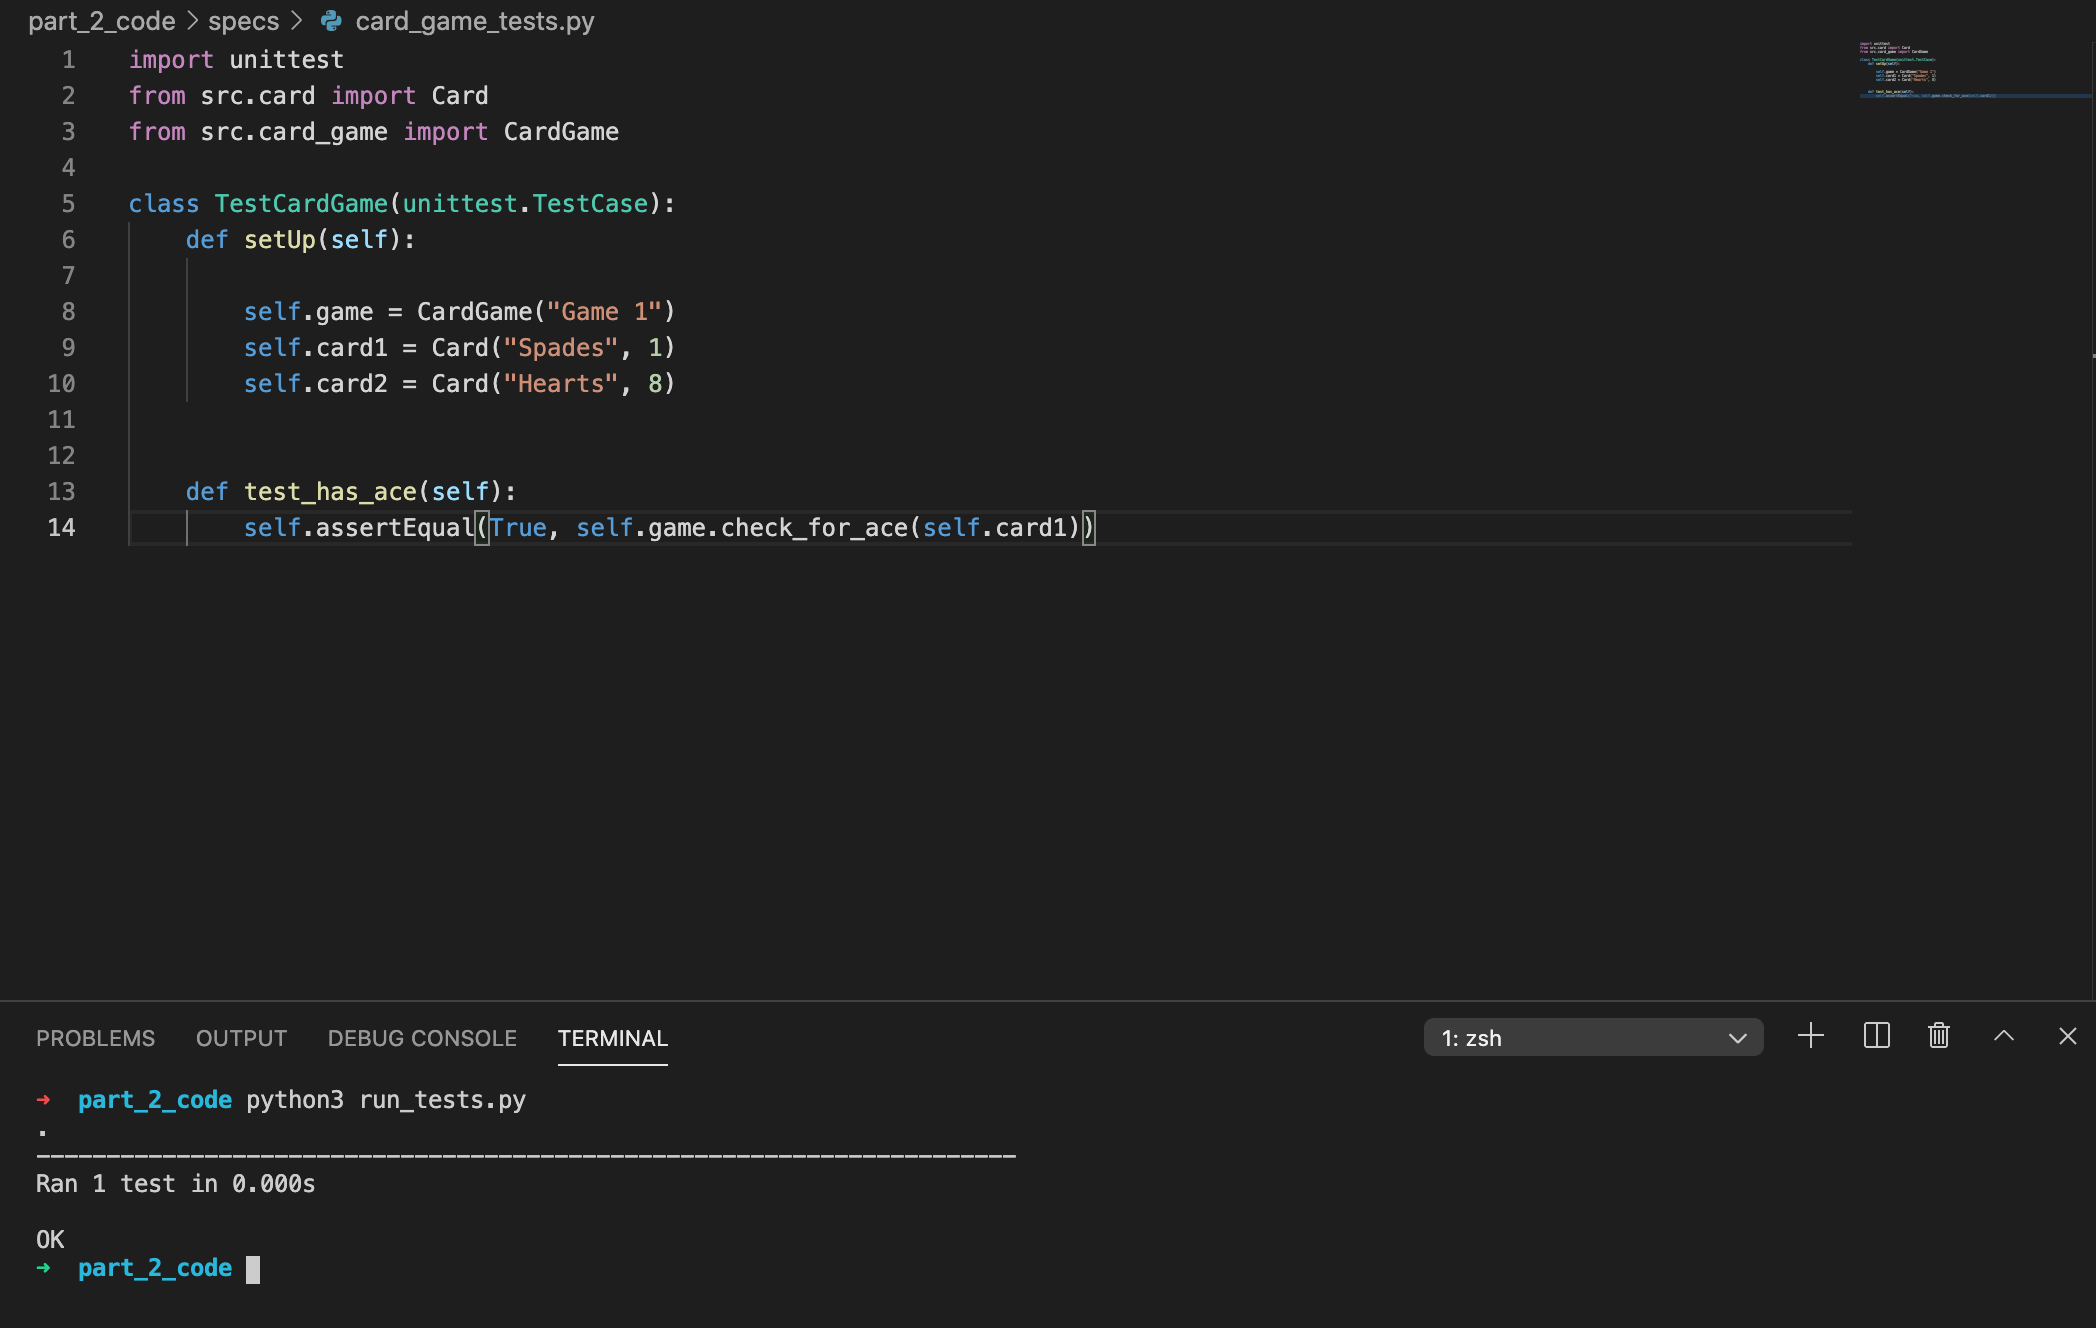 part_2_code > specs > card_game_tests.py
1 import unittest
2 from src.card import Card
3 from src.card_game import CardGame
4
5 class TestCardGame(unittest.TestCase):
6     def setUp(self):
7
8         self.game = CardGame("Game 1")
9         self.card1 = Card("Spades", 1)
10         self.card2 = Card("Hearts", 8)
11
12
13     def test_has_ace(self):
14         self.assertEqual(True, self.game.check_for_ace(self.card1))
PROBLEMS OUTPUT DEBUG CONSOLE TERMINAL 1: zsh
→ part_2_code python3 run_tests.py
.
----------------------------------------------------------------------
Ran 1 test in 0.000s
OK
→ part_2_code